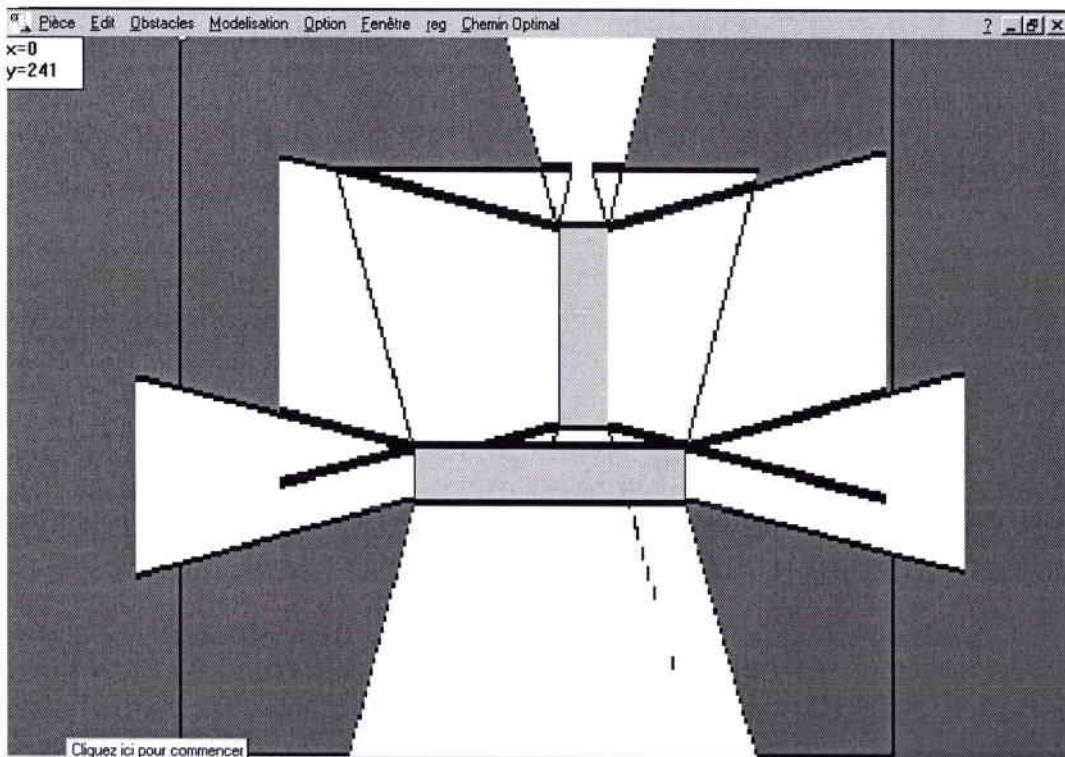 Pièce Edit Obstacles Modelisation Option Fenêtre reg Chemin Optimal ?
x=0
y=241
Cliquez ici pour commencer